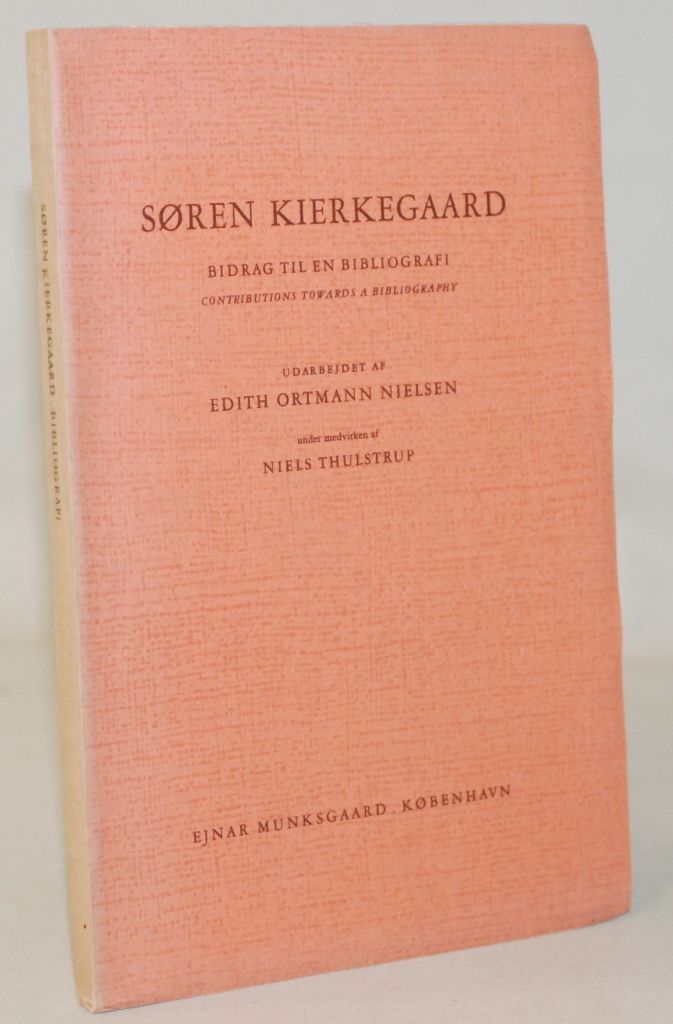 SØREN KIERKEGAARD
BIDRAG TIL EN BIBLIOGRAFI
CONTRIBUTIONS TOWARDS A BIBLIOGRAPHY
UDARBEJDET AF
EDITH ORTMANN NIELSEN
under medvirken af
NIELS THULSTRUP
EJNAR MUNKSGAARD . KØBENHAVN
SØREN KIERKEGAARD · BIBLIOGRAFI